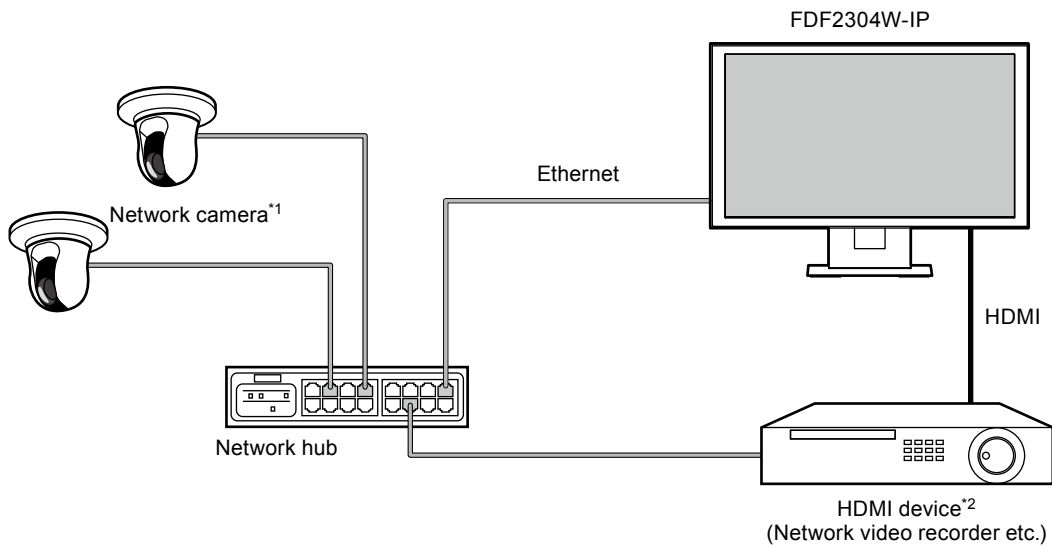 FDF2304W-IP
Ethernet
Network camera*1
HDMI
Network hub
HDMI device*2
(Network video recorder etc.)